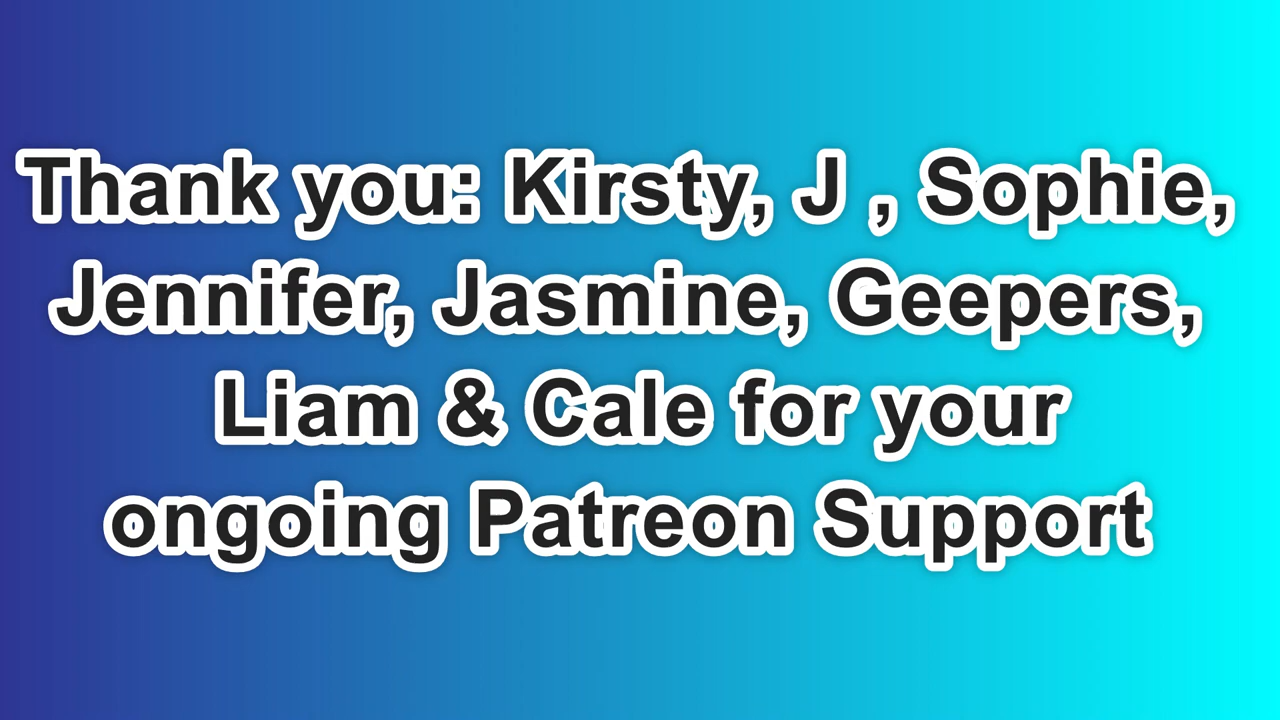 Thank you: Kirsty, J , Sophie,
Jennifer, Jasmine, Geepers,
Liam & Cale for your
ongoing Patreon Support